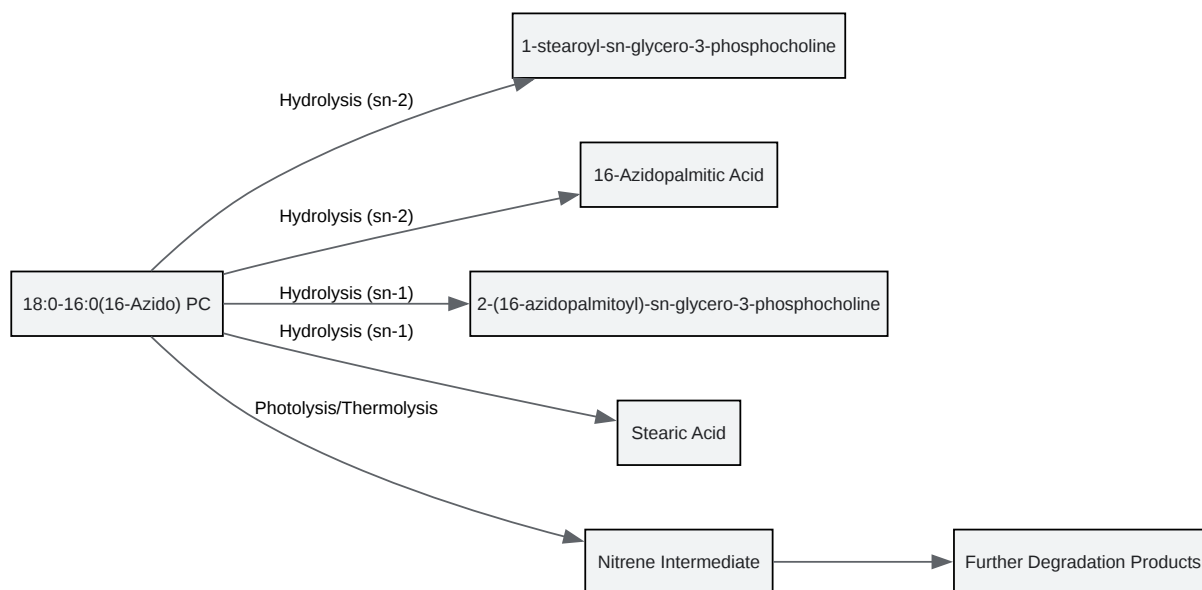 1-stearoyl-sn-glycero-3-phosphocholine
Hydrolysis (sn-2)
16-Azidopalmitic Acid
Hydrolysis (sn-2)
18:0-16:0(16-Azido) PC
Hydrolysis (sn-1)
2-(16-azidopalmitoyl)-sn-glycero-3-phosphocholine
Hydrolysis (sn-1)
Photolysis/Thermolysis
Stearic Acid
Nitrene Intermediate
Further Degradation Products